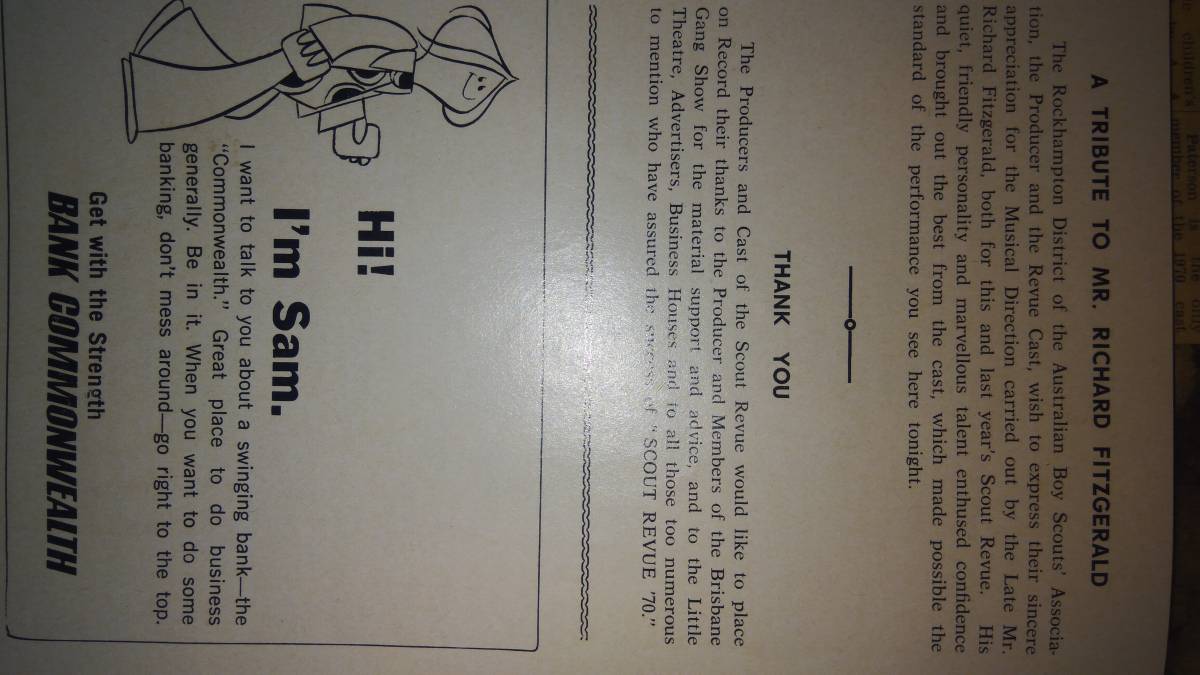 A TRIBUTE TO MR. RICHARD FITZGERALD
The Rockhampton District of the Australian Boy Scouts' Associa-
tion, the Producer and the Revue Cast, wish to express their sincere
appreciation for the Musical Direction carried out by the Late Mr.
Richard Fitzgerald, both for this and last year's Scout Revue. His
quiet, friendly personality and marvellous talent enthused confidence
and brought out the best from the cast, which made possible the
standard of the performance you see here tonight.
THANK YOU
The Producers and Cast of the Scout Revue would like to place
on Record their thanks to the Producer and Members of the Brisbane
Gang Show for the material support and advice, and to the Little
Theatre, Advertisers, Business Houses and to all those too numerous
to mention who have assured the success of "SCOUT REVUE '70."
Hi!
I'm Sam.
I want to talk to you about a swinging bank—the
"Commonwealth." Great place to do business
generally. Be in it. When you want to do some
banking, don't mess around—go right to the top.
Get with the Strength
BANK COMMONWEALTH